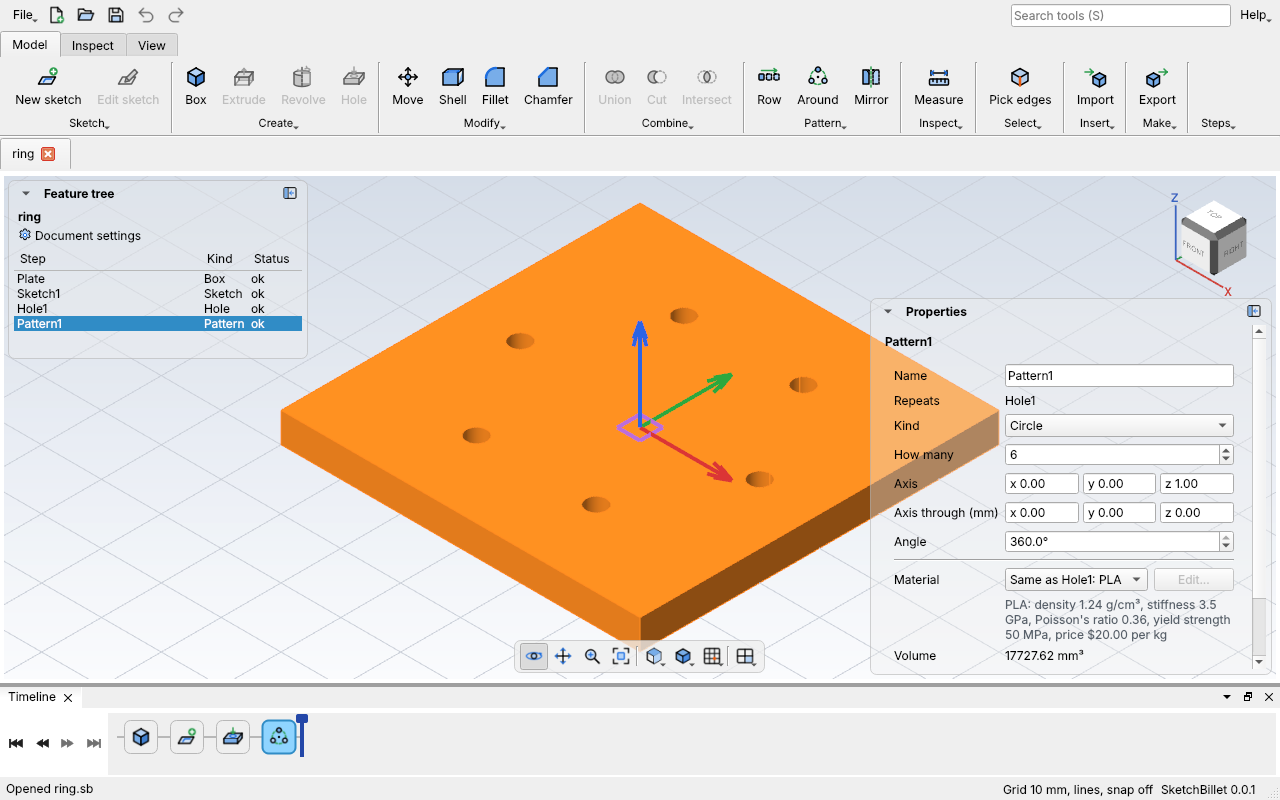 File
Search tools (S)
Help
Model Inspect View
New sketch Edit sketch Box Extrude Revolve Hole Move Shell Fillet Chamfer Union Cut Intersect Row Around Mirror Measure Pick edges Import Export
Sketch Create Modify Combine Pattern Inspect Select Insert Make Steps
ring
Feature tree
ring
Document settings
Step Kind Status
Plate Box ok
Sketch1 Sketch ok
Hole1 Hole ok
Pattern1 Pattern ok
Z
TOP
FRONT RIGHT
X
Properties
Pattern1
Name Pattern1
Repeats Hole1
Kind Circle
How many 6
Axis x 0.00 y 0.00 z 1.00
Axis through (mm) x 0.00 y 0.00 z 0.00
Angle 360.0°
Material Same as Hole1: PLA Edit...
PLA: density 1.24 g/cm³, stiffness 3.5
GPa, Poisson's ratio 0.36, yield strength
50 MPa, price $20.00 per kg
Volume 17727.62 mm³
Timeline
Opened ring.sb
Grid 10 mm, lines, snap off SketchBillet 0.0.1